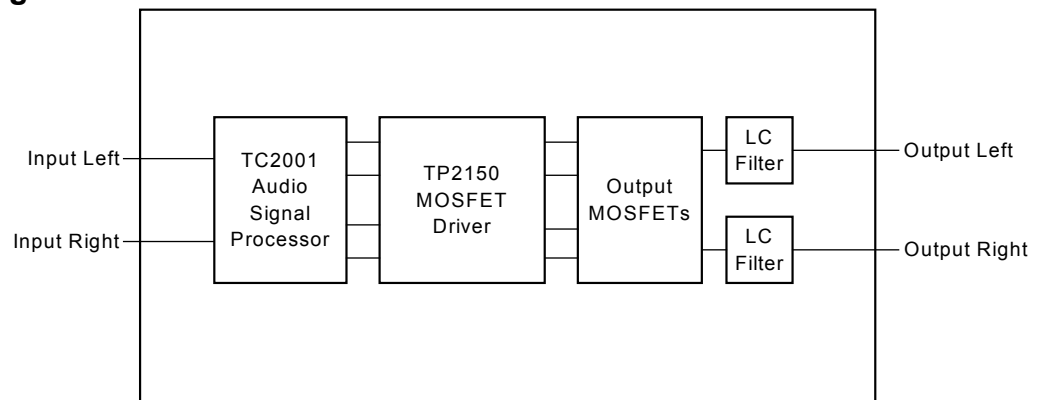 Input Left
Input Right
TC2001
Audio
Signal
Processor
TP2150
MOSFET
Driver
Output
MOSFETs
LC
Filter
LC
Filter
Output Left
Output Right